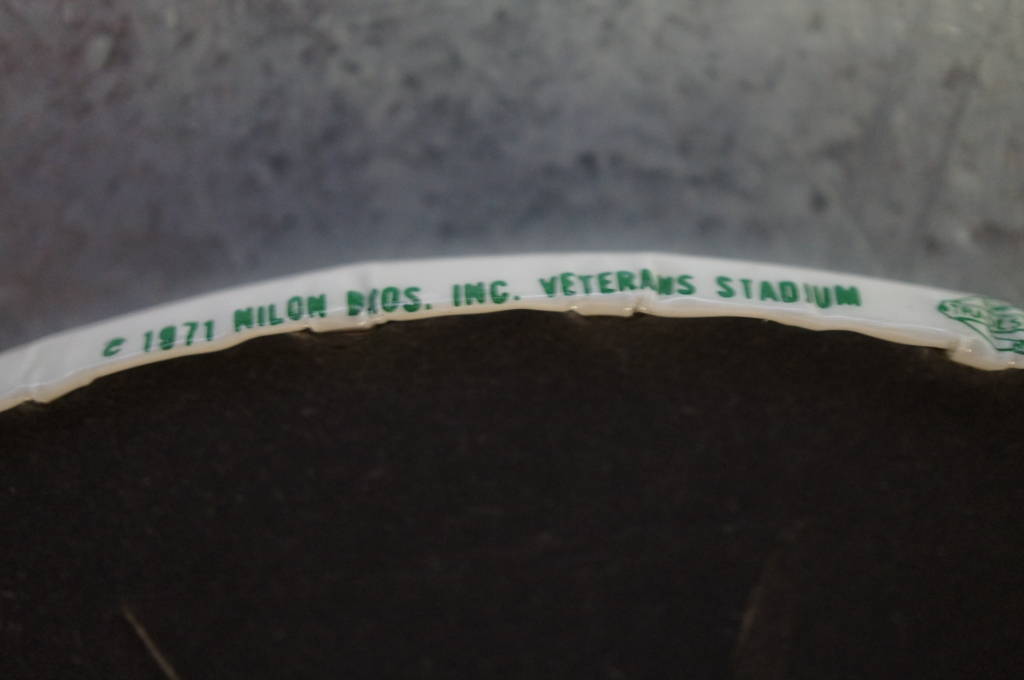 C 1971 NILON BROS. INC. VETERANS STADIUM